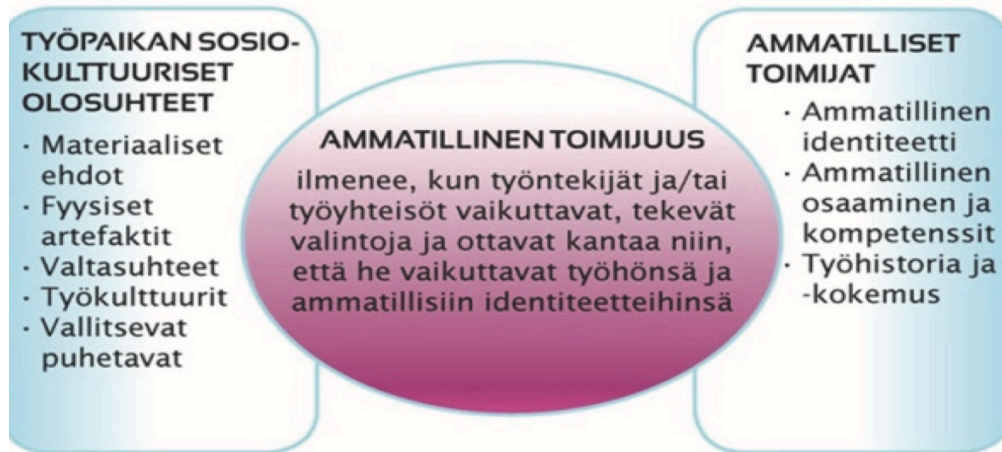 TYÖPAIKAN SOSIO-
KULTTUURISET
OLOSUHTEET
· Materiaaliset
ehdot
· Fyysiset
artefaktit
· Valtasuhteet
· Työkulttuurit
· Vallitsevat
puhetavat
AMMATILLINEN TOIMIJUUS
ilmenee, kun työntekijät ja/tai
työyhteisöt vaikuttavat, tekevät
valintoja ja ottavat kantaa niin,
että he vaikuttavat työhönsä ja
ammatillisiin identiteetteihinsä
AMMATILLISET
TOIMIJAT
· Ammatillinen
identiteetti
· Ammatillinen
osaaminen ja
kompetenssit
· Työhistoria ja
-kokemus